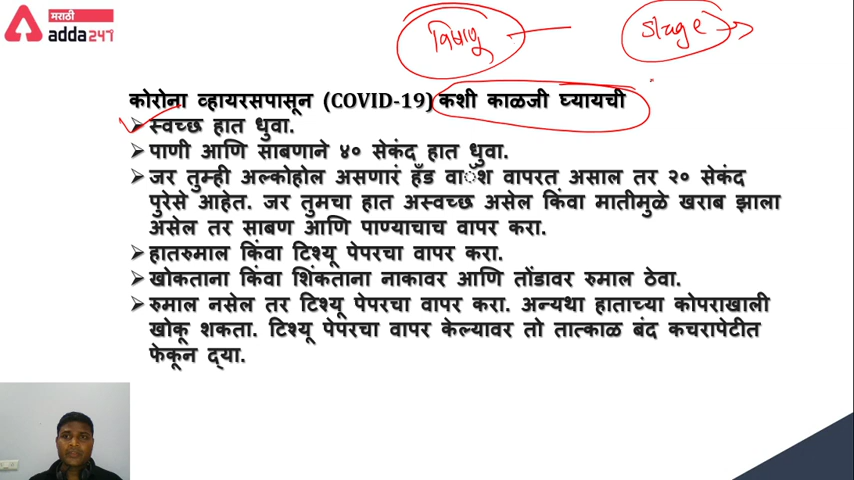 मराठी
adda247
विषाणू
Stage
कोरोना व्हायरसपासून (COVID-19) कशी काळजी घ्यायची
➢ स्वच्छ हात धुवा.
➢ पाणी आणि साबणाने ४० सेकंद हात धुवा.
➢ जर तुम्ही अल्कोहोल असणारं हँड वाॅश वापरत असाल तर २० सेकंद
पुरेसे आहेत. जर तुमचा हात अस्वच्छ असेल किंवा मातीमुळे खराब झाला
असेल तर साबण आणि पाण्याचाच वापर करा.
➢ हातरुमाल किंवा टिश्यू पेपरचा वापर करा.
➢ खोकताना किंवा शिंकताना नाकावर आणि तोंडावर रुमाल ठेवा.
➢ रुमाल नसेल तर टिश्यू पेपरचा वापर करा. अन्यथा हाताच्या कोपराखाली
खोकू शकता. टिश्यू पेपरचा वापर केल्यावर तो तात्काळ बंद कचरापेटीत
फेकून द्या.